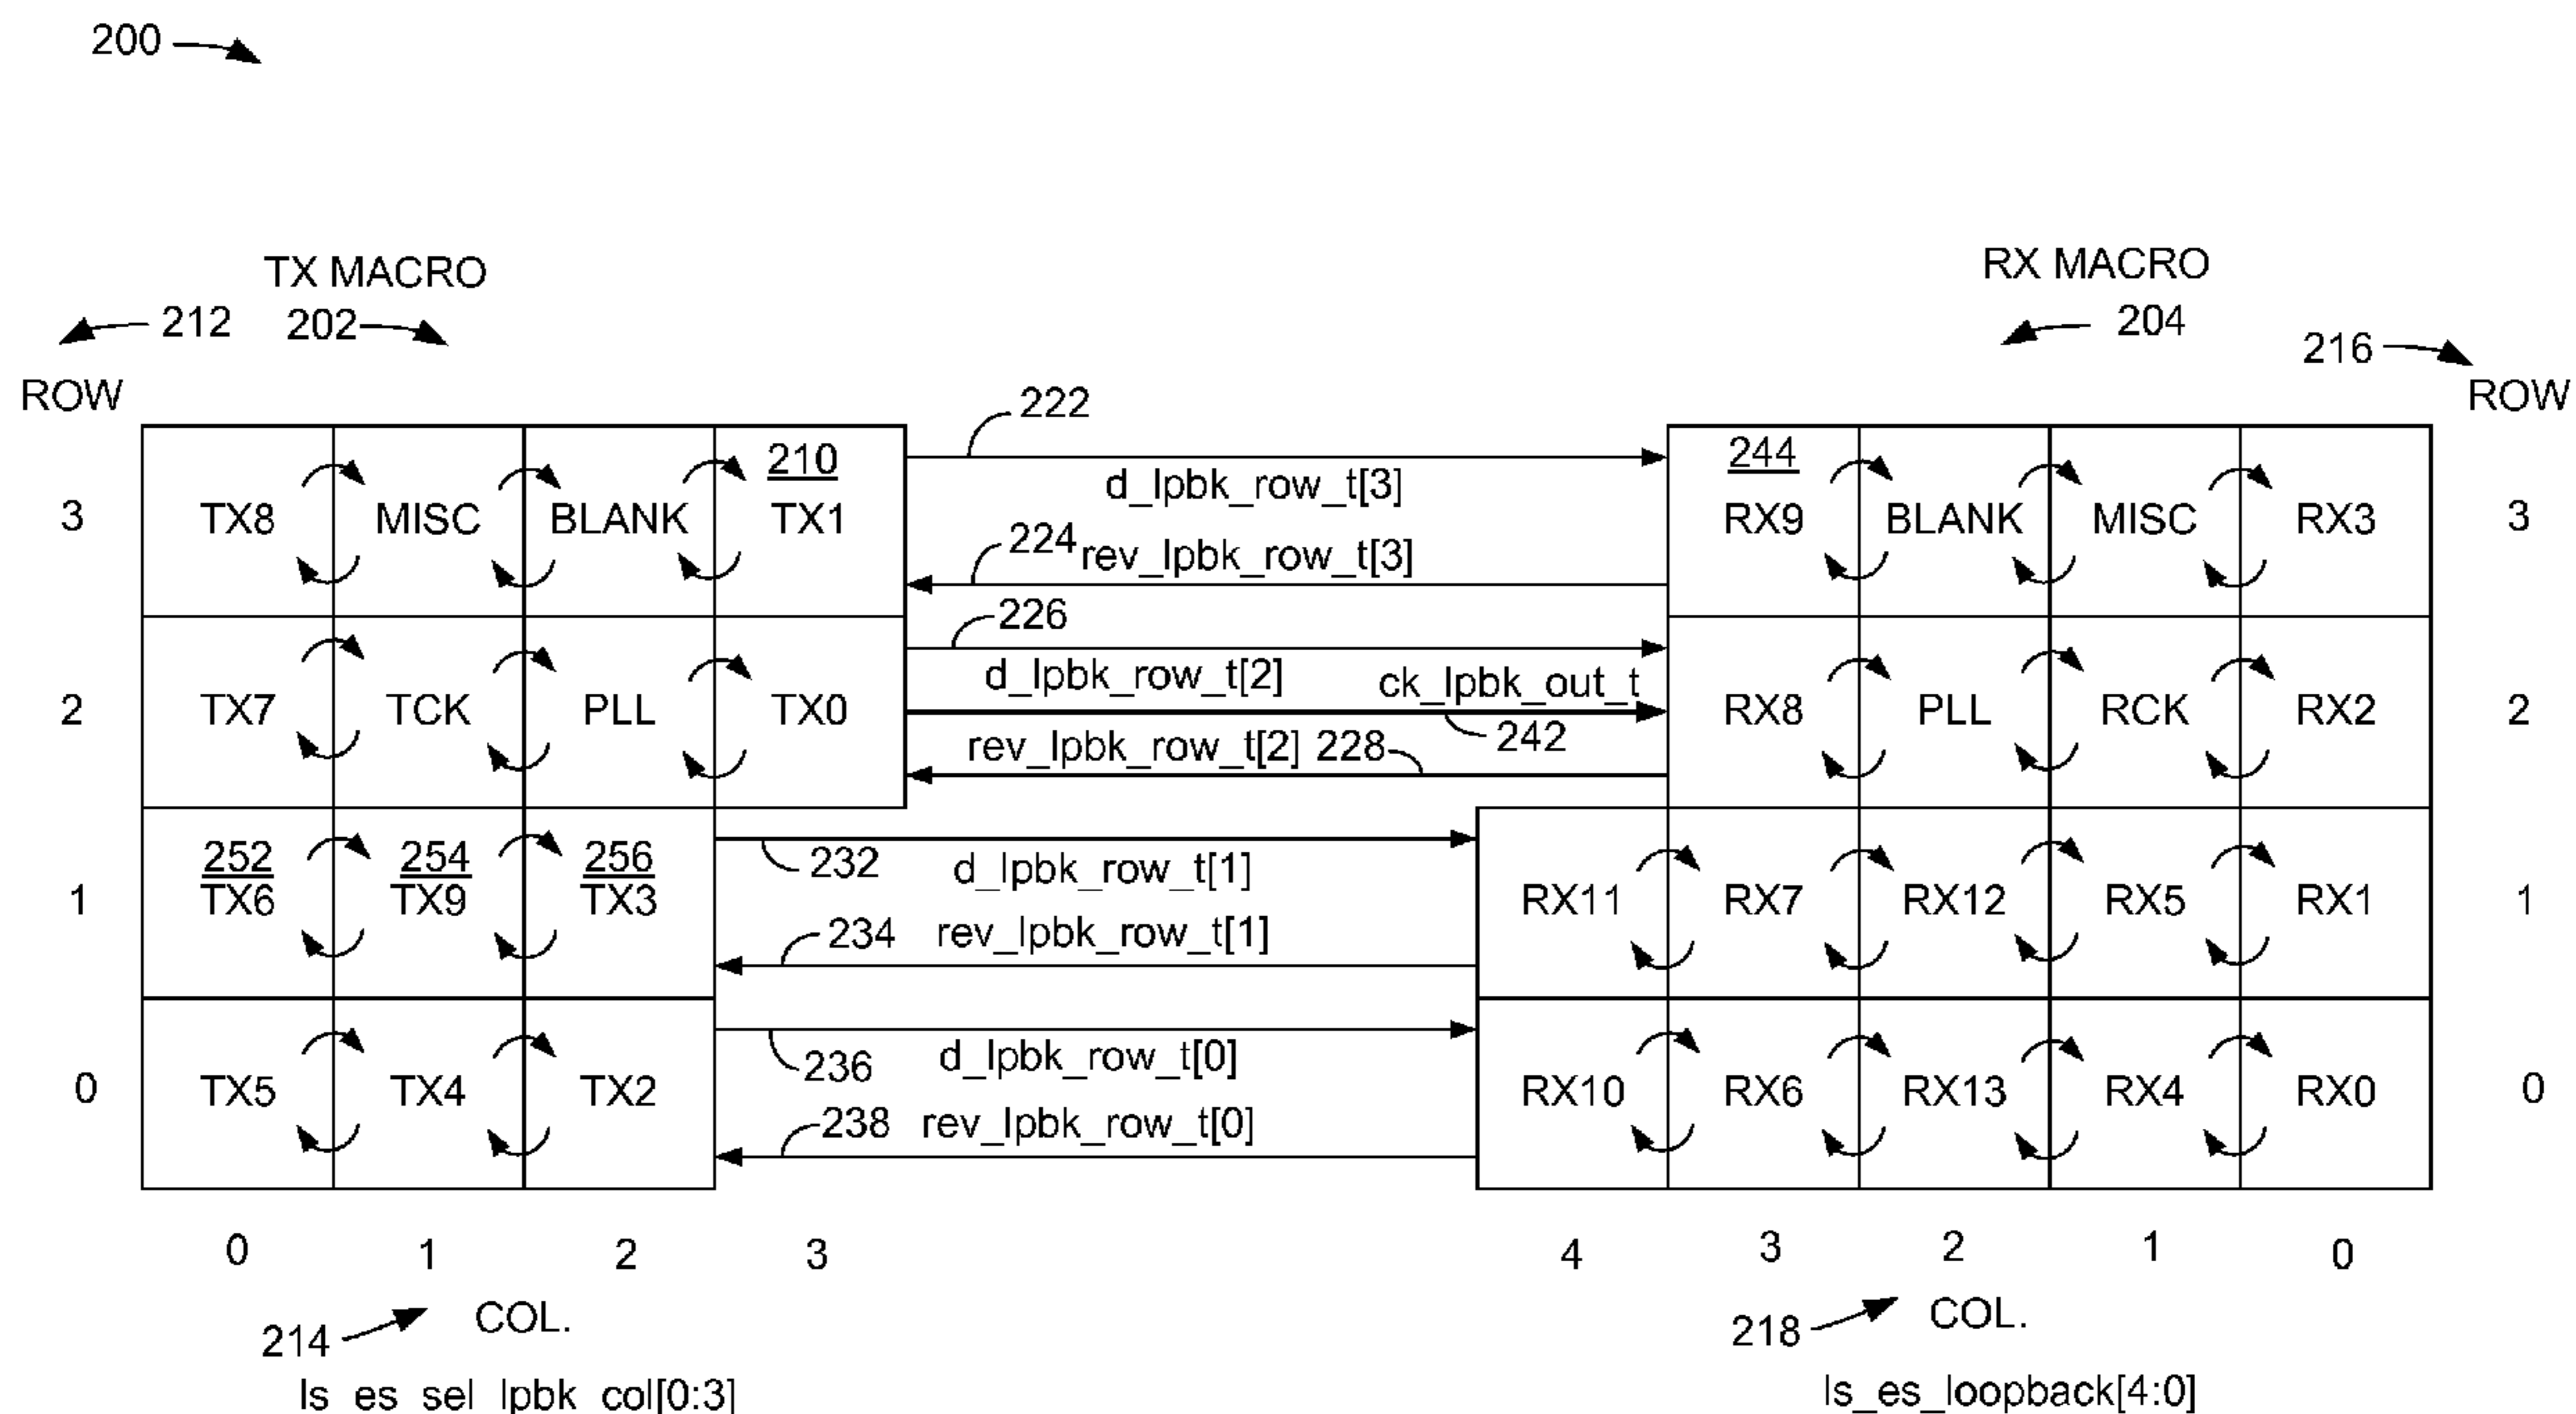 200
TX MACRO
RX MACRO
212
202
204
216
ROW
ROW
222
210
244
3
TX8
MISC
BLANK
TX1
d_lpbk_row_t[3]
RX9
BLANK
MISC
RX3
3
224
rev_lpbk_row_t[3]
226
d_lpbk_row_t[2]
ck_lpbk_out_t
2
TX7
TCK
PLL
TX0
RX8
PLL
RCK
RX2
2
rev_lpbk_row_t[2]
228
242
252
254
256
232
d_lpbk_row_t[1]
1
TX6
TX9
TX3
RX11
RX7
RX12
RX5
RX1
1
234
rev_lpbk_row_t[1]
236
d_lpbk_row_t[0]
0
TX5
TX4
TX2
RX10
RX6
RX13
RX4
RX0
0
238
rev_lpbk_row_t[0]
0
1
2
3
4
3
2
1
0
214
COL.
218
COL.
ls_es_sel_lpbk_col[0:3]
ls_es_loopback[4:0]